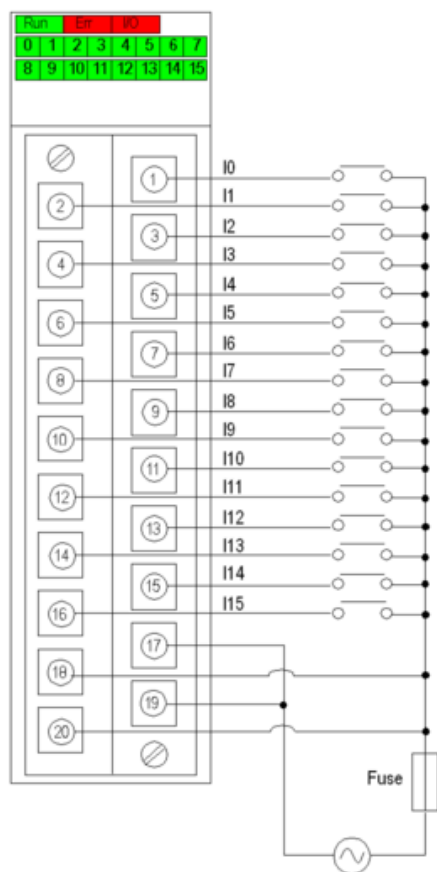 Run Err I/O
0 1 2 3 4 5 6 7
8 9 10 11 12 13 14 15
1 I0
2 I1
3 I2
4 I3
5 I4
6 I5
7 I6
8 I7
9 I8
10 I9
11 I10
12 I11
13 I12
14 I13
15 I14
16 I15
17
18
19
20
Fuse